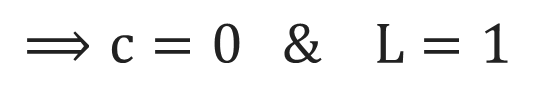 ⟹ c = 0 & L = 1